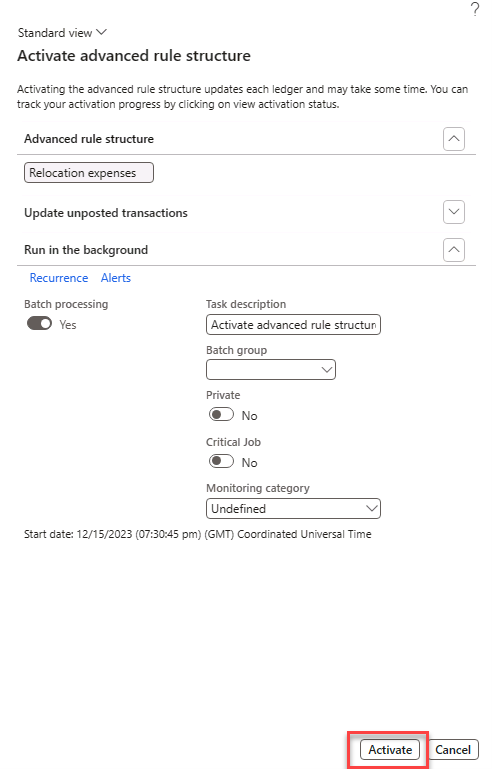 ?
Standard view
Activate advanced rule structure
Activating the advanced rule structure updates each ledger and may take some time. You can
track your activation progress by clicking on view activation status.
Advanced rule structure
Relocation expenses
Update unposted transactions
Run in the background
Recurrence Alerts
Batch processing
Yes
Task description
Activate advanced rule structur
Batch group
Private
No
Critical Job
No
Monitoring category
Undefined
Start date: 12/15/2023 (07:30:45 pm) (GMT) Coordinated Universal Time
Activate Cancel